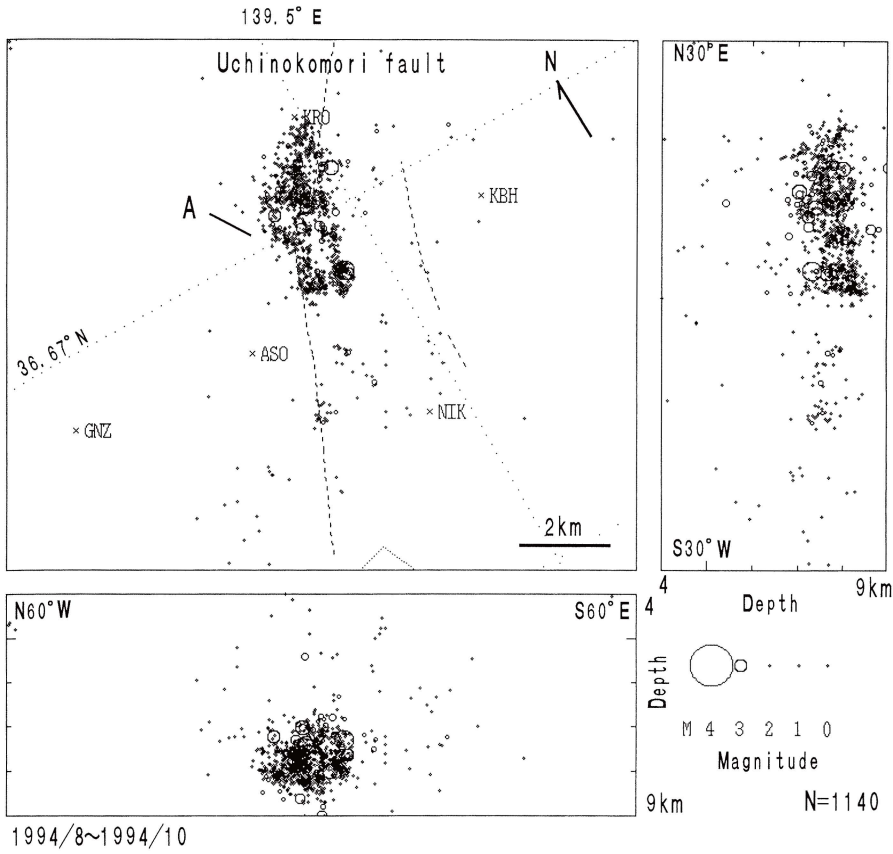 139.5° E
Uchinokomori fault
N
N30°E
KRO
KBH
A
36.67°N
ASO
NIK
GNZ
2km
S30°W
4 9km
Depth
N60°W
S60°E
4
Depth
M 4 3 2 1 0
Magnitude
9km
N=1140
1994/8~1994/10